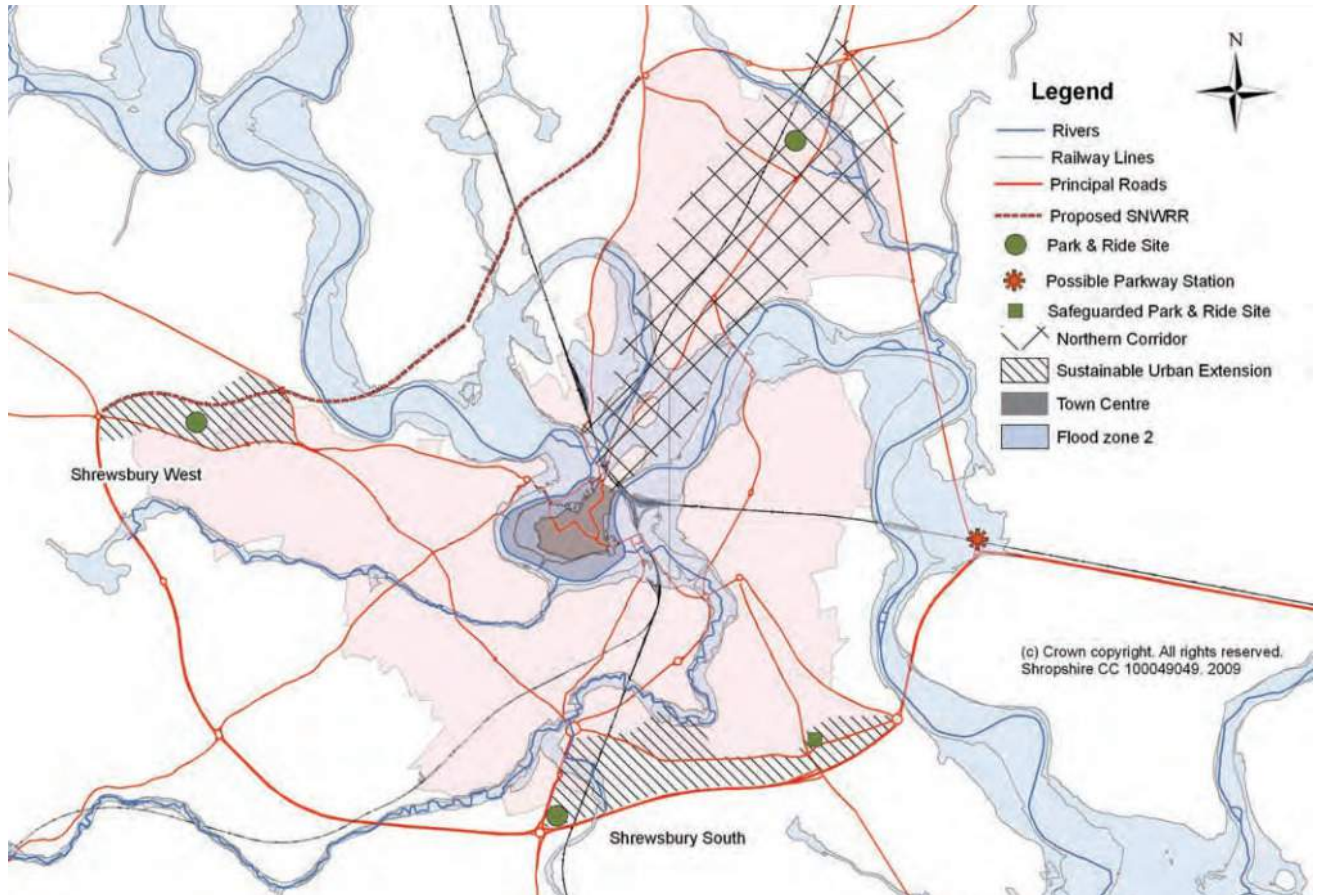 N
Legend
Rivers
Railway Lines
Principal Roads
Proposed SNWRR
Park & Ride Site
Possible Parkway Station
Safeguarded Park & Ride Site
Northern Corridor
Sustainable Urban Extension
Town Centre
Flood zone 2
Shrewsbury West
(c) Crown copyright. All rights reserved.
Shropshire CC 100049049. 2009
Shrewsbury South